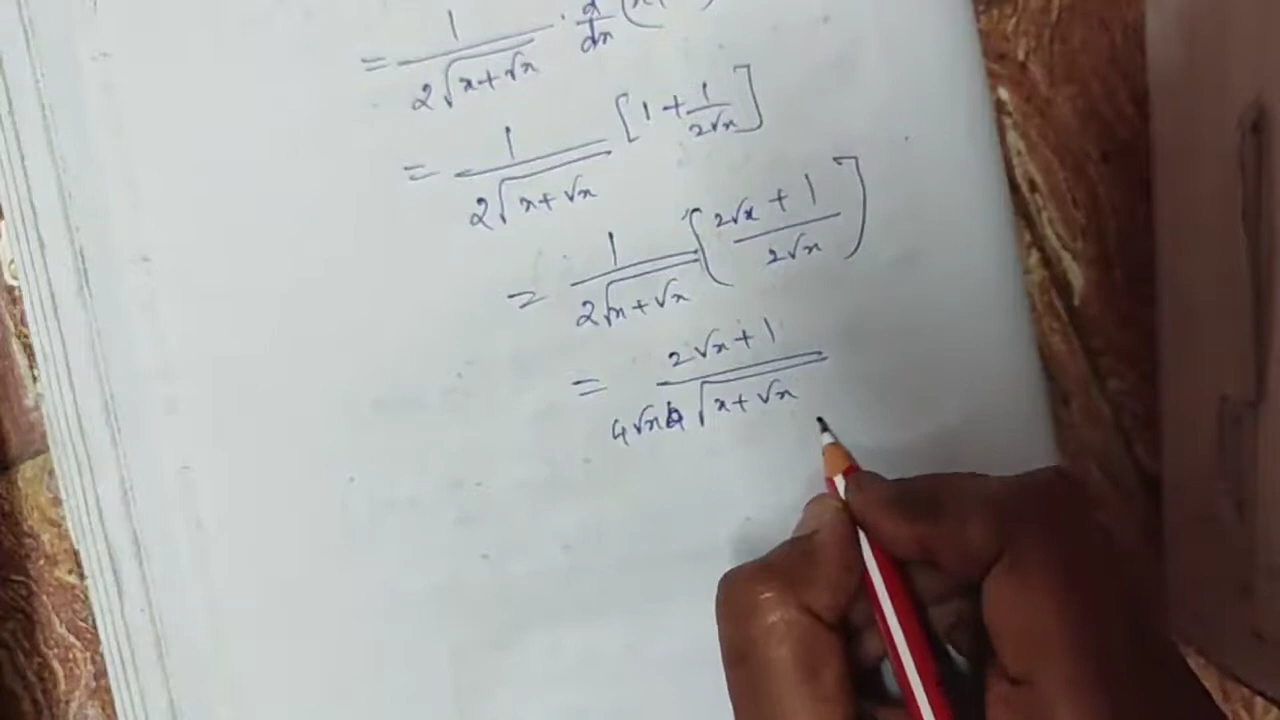 = 1 / 2√(x+√x) · d/dx (x
= 1 / 2√(x+√x) [1 + 1/2√x]
= 1 / 2√(x+√x) [2√x + 1 / 2√x]
= 2√x + 1 / 4√x √(x+√x)